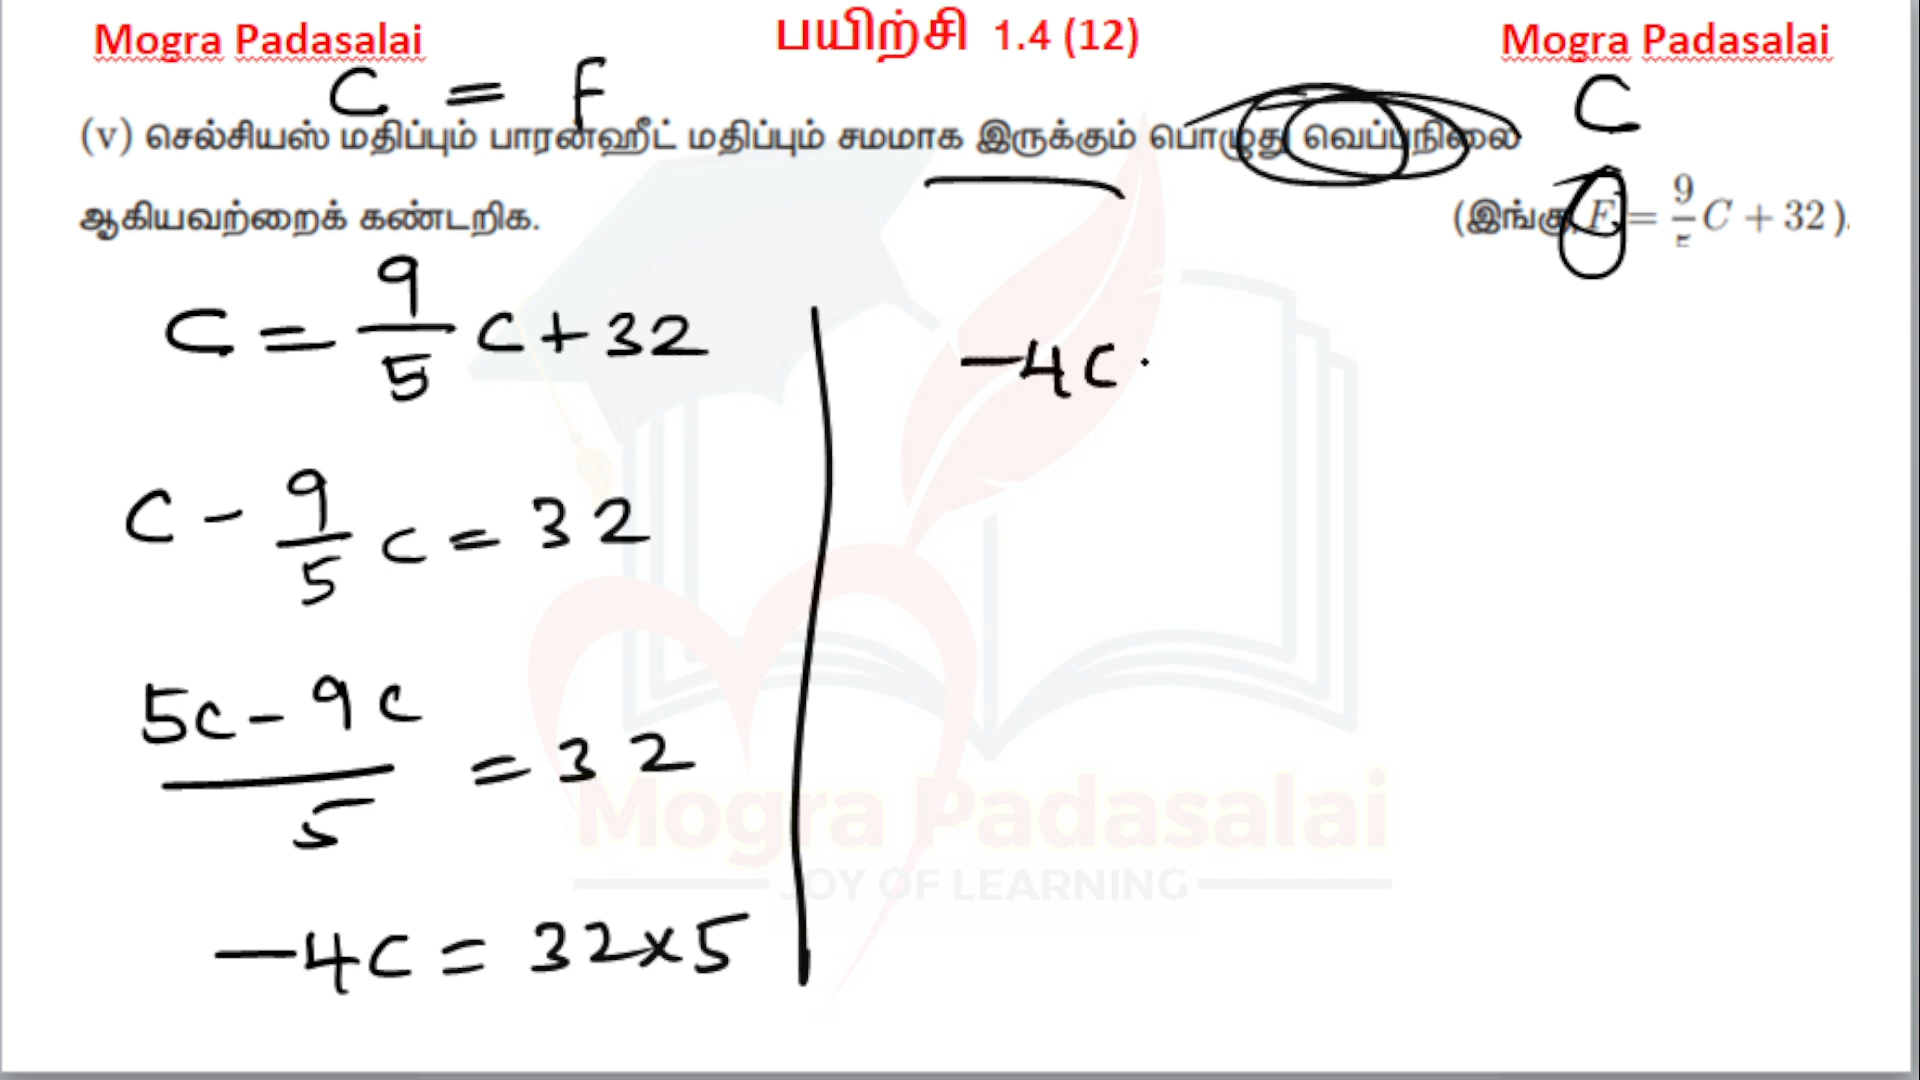 Mogra Padasalai
பயிற்சி 1.4 (12)
Mogra Padasalai
C = F
C
(v) செல்சியஸ் மதிப்பும் பாரன்ஹீட் மதிப்பும் சமமாக இருக்கும் பொழுது வெப்பநிலை
ஆகியவற்றைக் கண்டறிக. (இங்கு, F = 9/5 C + 32 ).
C = 9/5 C + 32
C - 9/5 C = 32
5C - 9C / 5 = 32
-4C = 32×5
-4C
Mogra Padasalai
JOY OF LEARNING